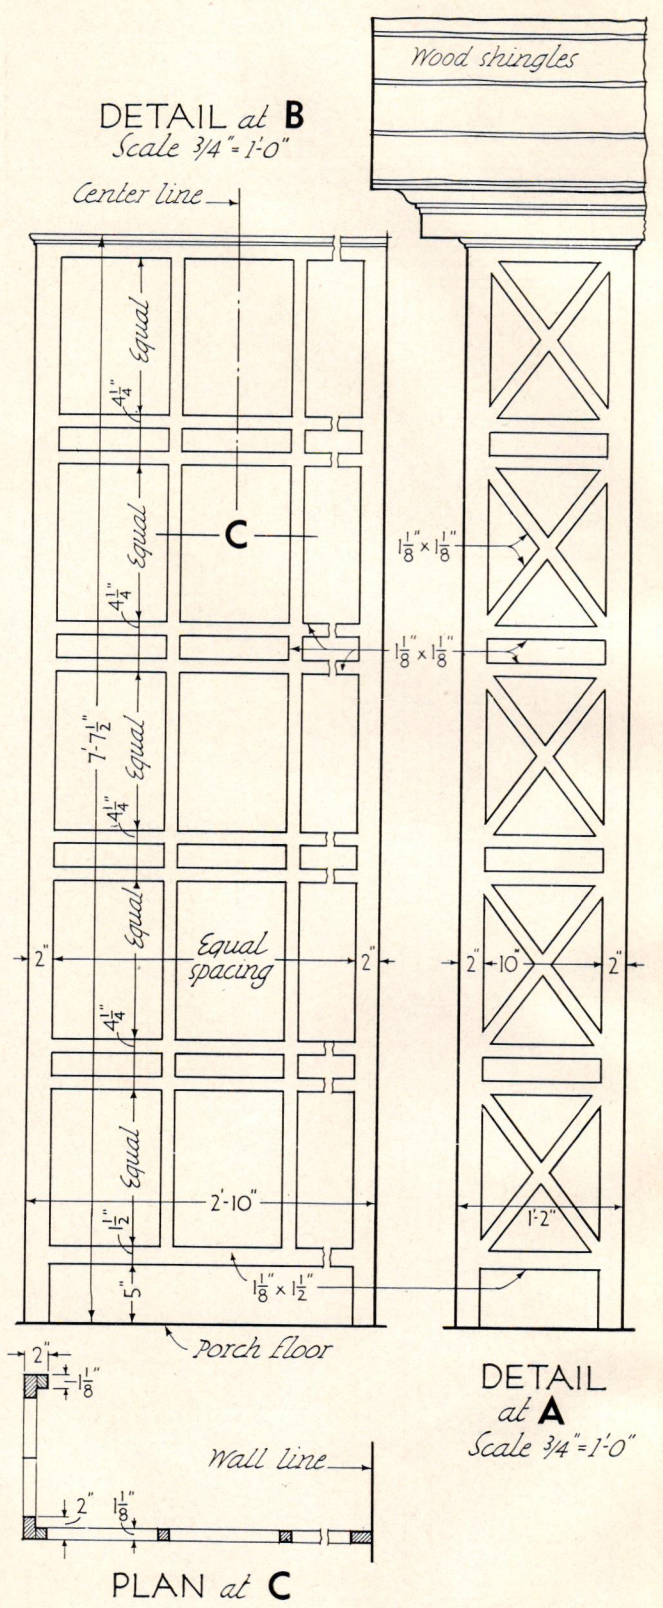 Wood shingles
DETAIL at B
Scale 3/4"=1'-0"
Center line
Equal
4 1/4"
C
Equal
4 1/4"
1 1/8" x 1 1/8"
1 1/8" x 1 1/8"
7'-7 1/2"
Equal
4 1/4"
Equal
2"
Equal
spacing
2"
2"
10"
2"
4 1/4"
Equal
2'-10"
1'-2"
1 1/2"
5"
1 1/8" x 1 1/2"
Porch floor
2"
1 1/8"
DETAIL
at A
Scale 3/4"=1'-0"
Wall line
2"
1 1/8"
PLAN at C